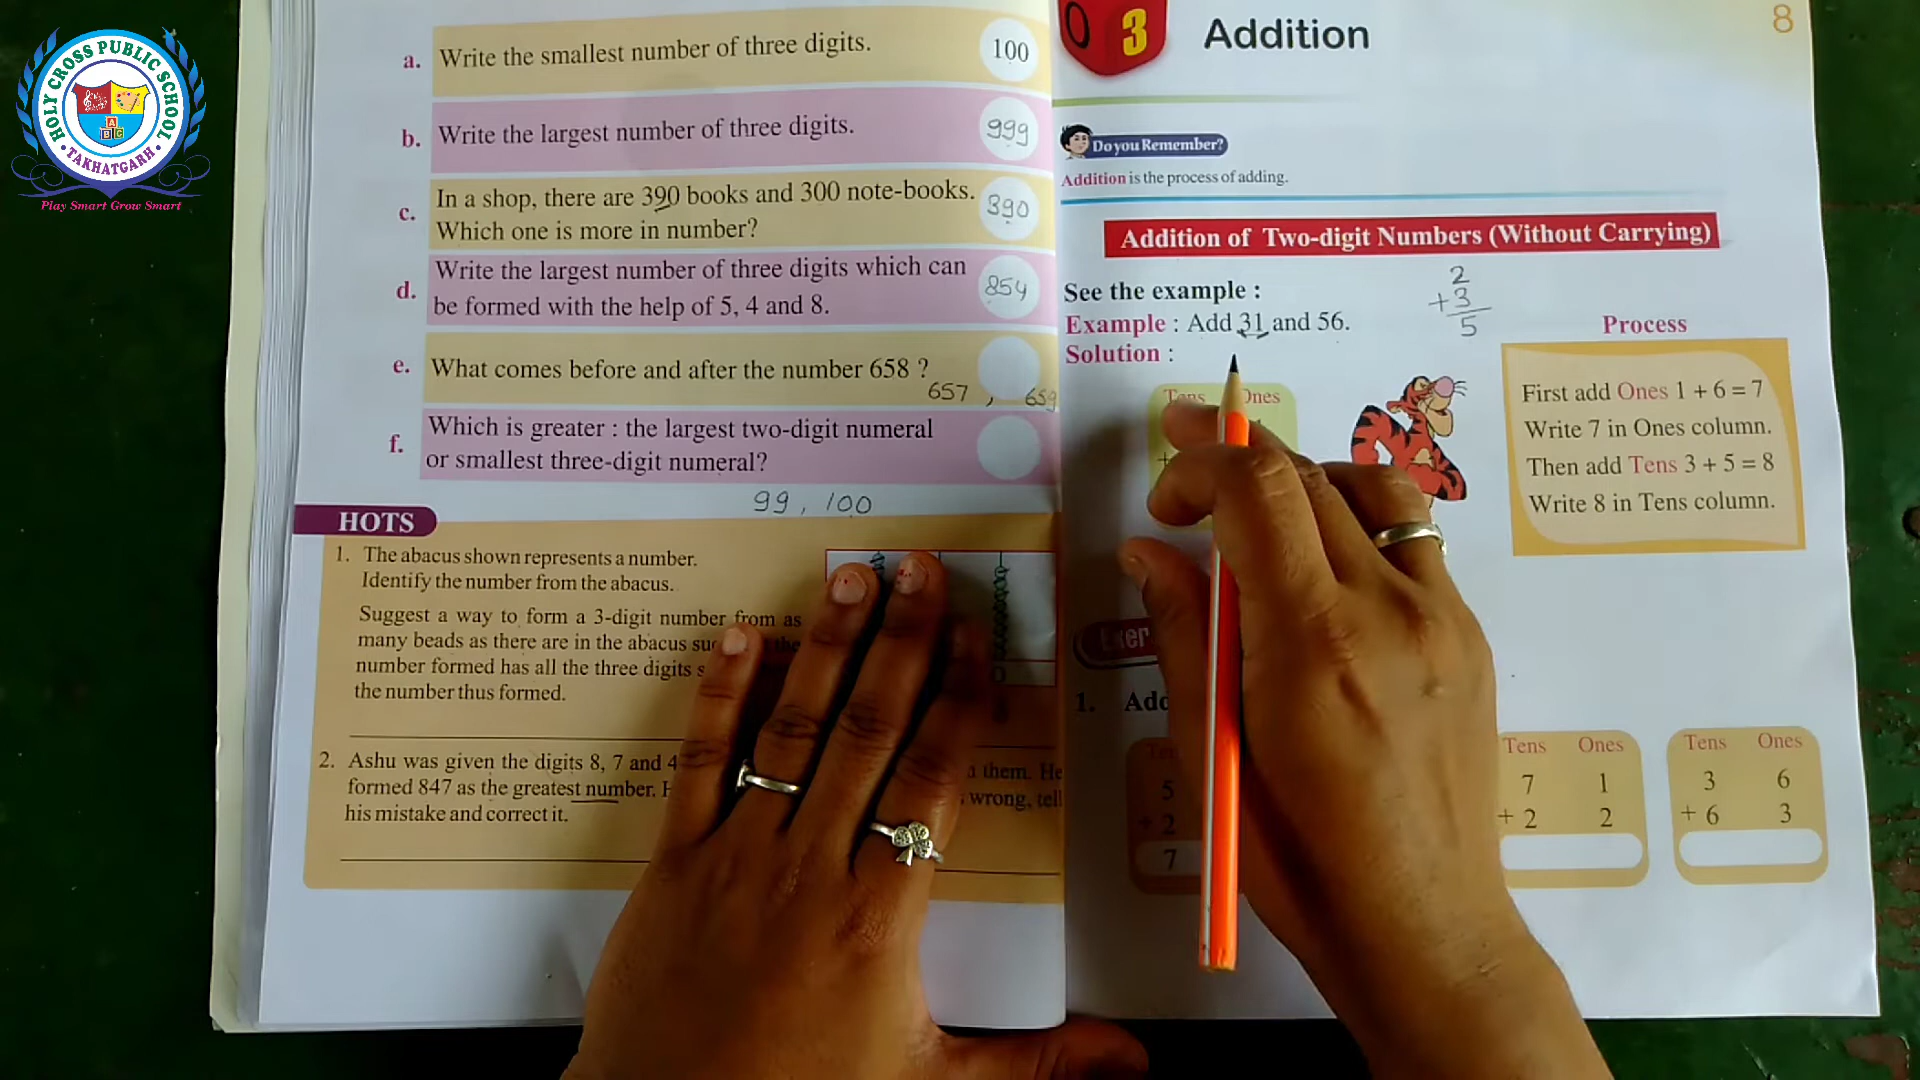 HOLY CROSS PUBLIC SCHOOL
A
B C
TAKHATGARH
Play Smart Grow Smart
a. Write the smallest number of three digits. 100
b. Write the largest number of three digits. 999
c. In a shop, there are 390 books and 300 note-books. 390
Which one is more in number?
d. Write the largest number of three digits which can 854
be formed with the help of 5, 4 and 8.
e. What comes before and after the number 658 ?
657 , 659
f. Which is greater : the largest two-digit numeral
or smallest three-digit numeral?
99 , 100
HOTS
1. The abacus shown represents a number.
Identify the number from the abacus.
Suggest a way to form a 3-digit number from as
many beads as there are in the abacus the
number formed has all the three digits
the number thus formed.
2. Ashu was given the digits 8, 7 and 4 them. He
formed 847 as the greatest number. wrong, tell
his mistake and correct it.
3 Addition
8
Do you Remember?
Addition is the process of adding.
Addition of Two-digit Numbers (Without Carrying)
See the example :
Example : Add 31 and 56.
Solution :
2
+3
5
Tens Ones
+
Process
First add Ones 1 + 6 = 7
Write 7 in Ones column.
Then add Tens 3 + 5 = 8
Write 8 in Tens column.
Exer
1. Add
5
+ 2
7
Tens Ones
7 1
+ 2 2
Tens Ones
3 6
+ 6 3